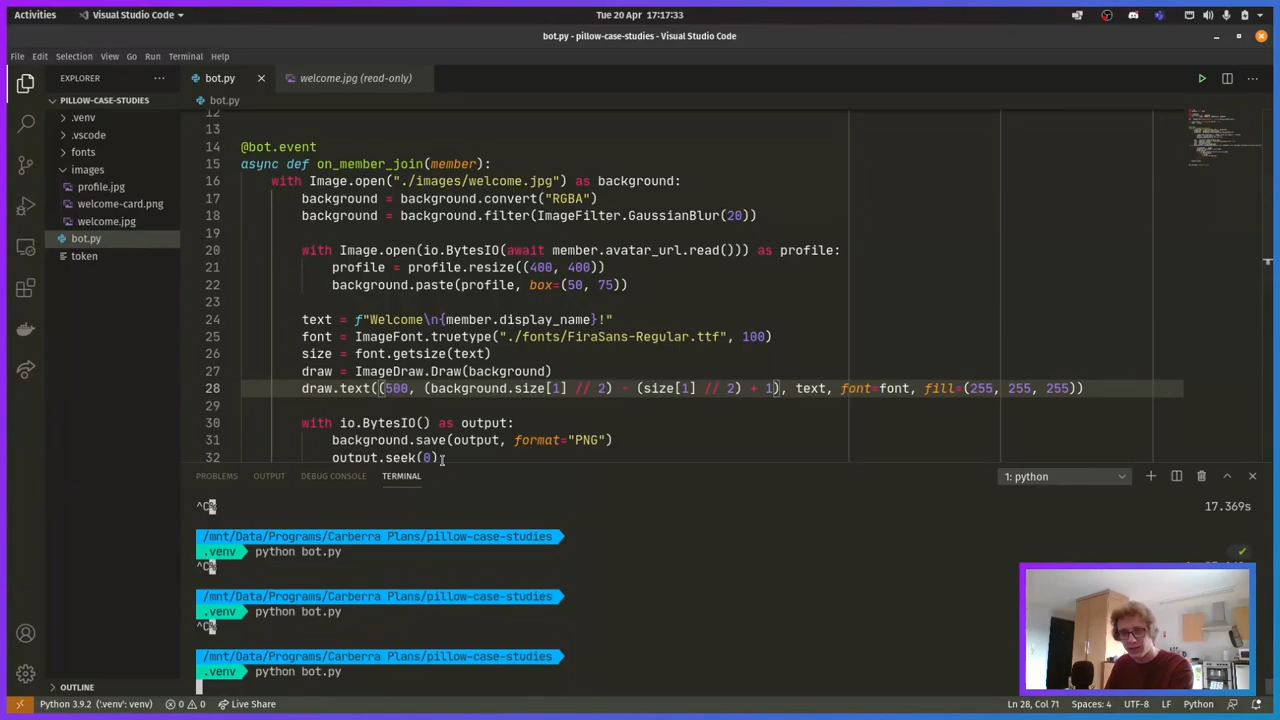 Activities
Visual Studio Code
Tue 20 Apr 17:17:33
bot.py - pillow-case-studies - Visual Studio Code
File Edit Selection View Go Run Terminal Help
EXPLORER
bot.py
welcome.jpg (read-only)
PILLOW-CASE-STUDIES
.venv
.vscode
fonts
images
profile.jpg
welcome-card.png
welcome.jpg
bot.py
token
OUTLINE
bot.py
12
13
14 @bot.event
15 async def on_member_join(member):
16 with Image.open("./images/welcome.jpg") as background:
17 background = background.convert("RGBA")
18 background = background.filter(ImageFilter.GaussianBlur(20))
19
20 with Image.open(io.BytesIO(await member.avatar_url.read())) as profile:
21 profile = profile.resize((400, 400))
22 background.paste(profile, box=(50, 75))
23
24 text = f"Welcome\n{member.display_name}!"
25 font = ImageFont.truetype("./fonts/FiraSans-Regular.ttf", 100)
26 size = font.getsize(text)
27 draw = ImageDraw.Draw(background)
28 draw.text((500, (background.size[1] // 2) - (size[1] // 2) + 1), text, font=font, fill=(255, 255, 255))
29
30 with io.BytesIO() as output:
31 background.save(output, format="PNG")
32 output.seek(0)
PROBLEMS OUTPUT DEBUG CONSOLE TERMINAL
1: python
^C%
17.369s
/mnt/Data/Programs/Carberra Plans/pillow-case-studies
.venv python bot.py
^C%
/mnt/Data/Programs/Carberra Plans/pillow-case-studies
.venv python bot.py
^C%
/mnt/Data/Programs/Carberra Plans/pillow-case-studies
.venv python bot.py
Python 3.9.2 ('.venv': venv)
0 0
Live Share
Ln 28, Col 71
Spaces: 4
UTF-8
LF
Python